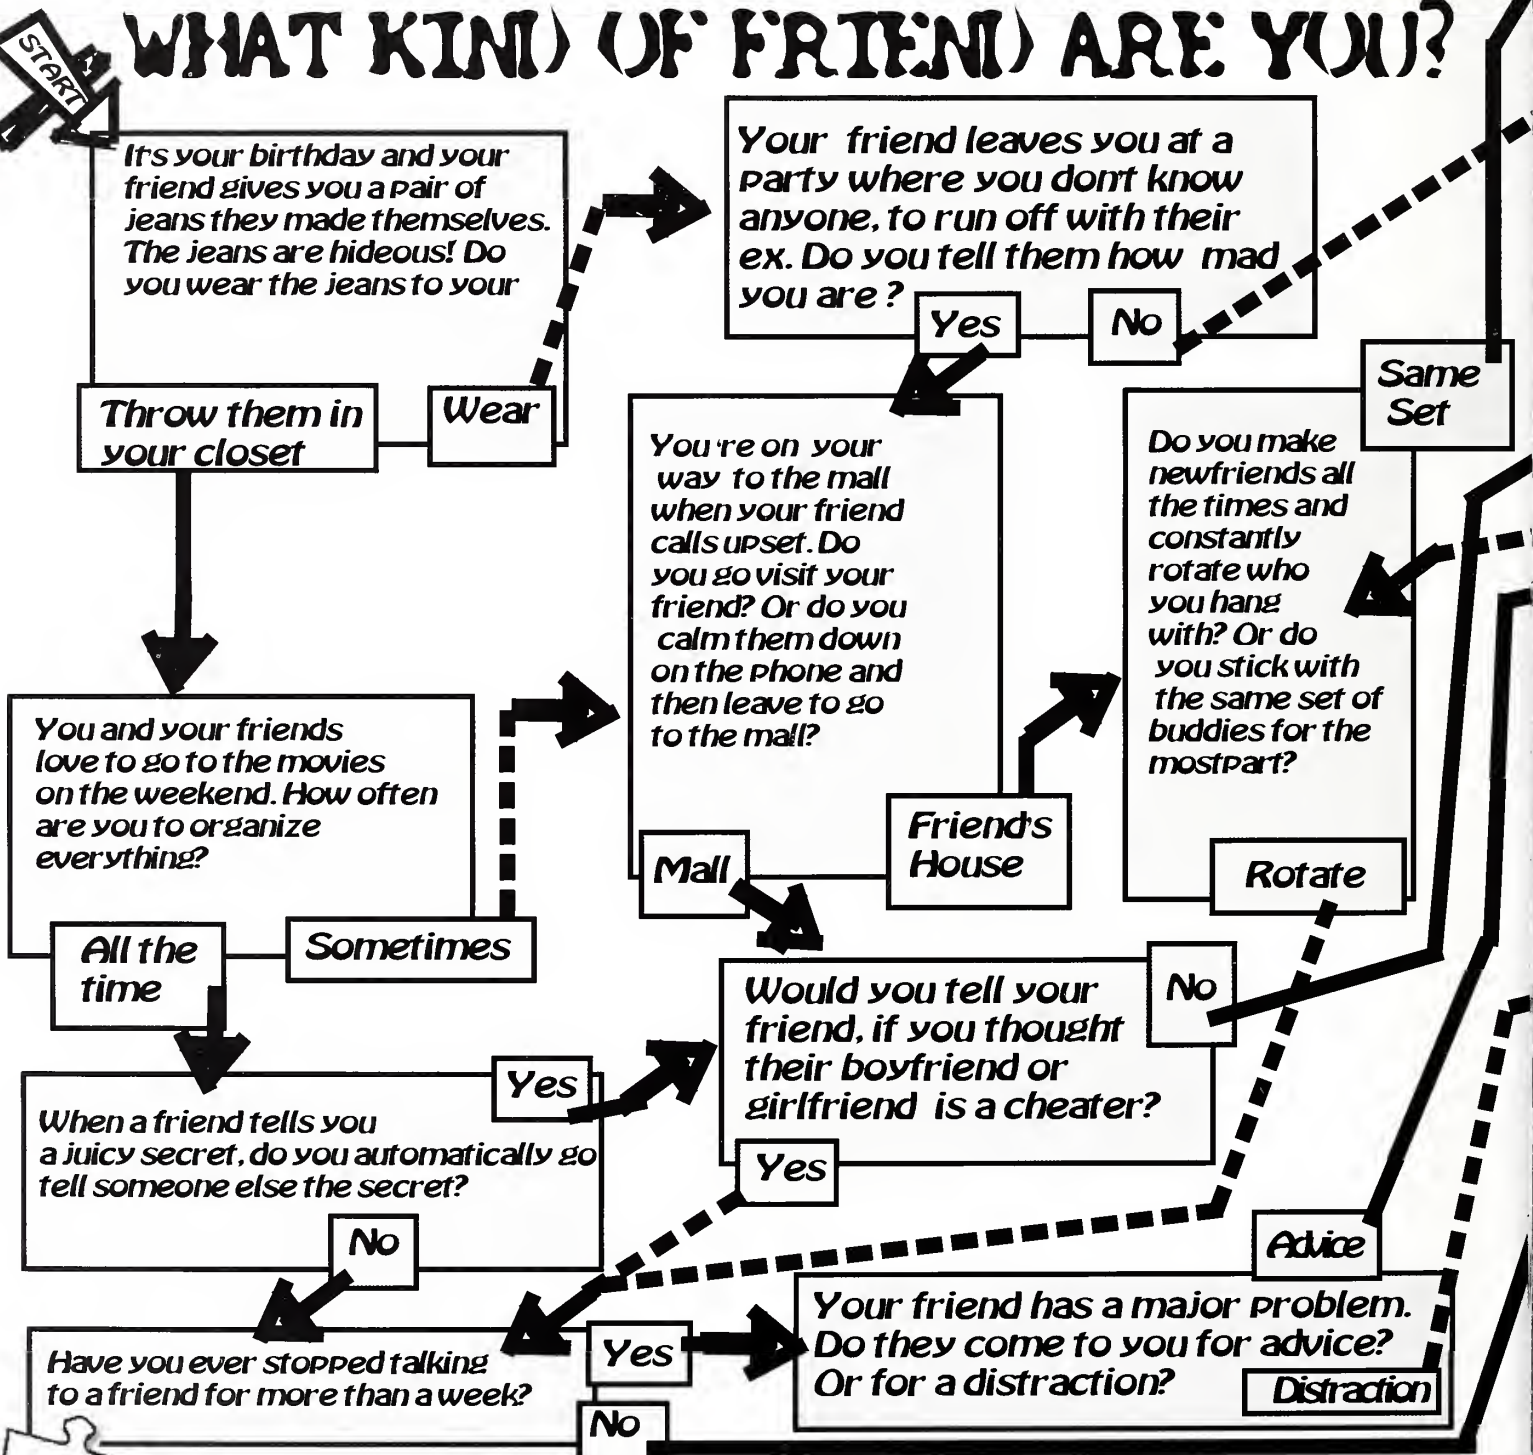 WHAT KIND OF FRIEND ARE YOU?
START
It's your birthday and your
friend gives you a pair of
jeans they made themselves.
The jeans are hideous! Do
you wear the jeans to your
Throw them in
your closet
Wear
Your friend leaves you at a
party where you don't know
anyone, to run off with their
ex. Do you tell them how mad
you are ?
Yes
No
You're on your
way to the mall
when your friend
calls upset. Do
you go visit your
friend? Or do you
calm them down
on the phone and
then leave to go
to the mall?
Mall
Friend's
House
Same
Set
Do you make
newfriends all
the times and
constantly
rotate who
you hang
with? Or do
you stick with
the same set of
buddies for the
mostpart?
Rotate
You and your friends
love to go to the movies
on the weekend. How often
are you to organize
everything?
All the
time
Sometimes
Would you tell your
friend, if you thought
their boyfriend or
girlfriend is a cheater?
No
Yes
Yes
When a friend tells you
a juicy secret, do you automatically go
tell someone else the secret?
No
Have you ever stopped talking
to a friend for more than a week?
Yes
No
Advice
Your friend has a major problem.
Do they come to you for advice?
Or for a distraction?
Distraction